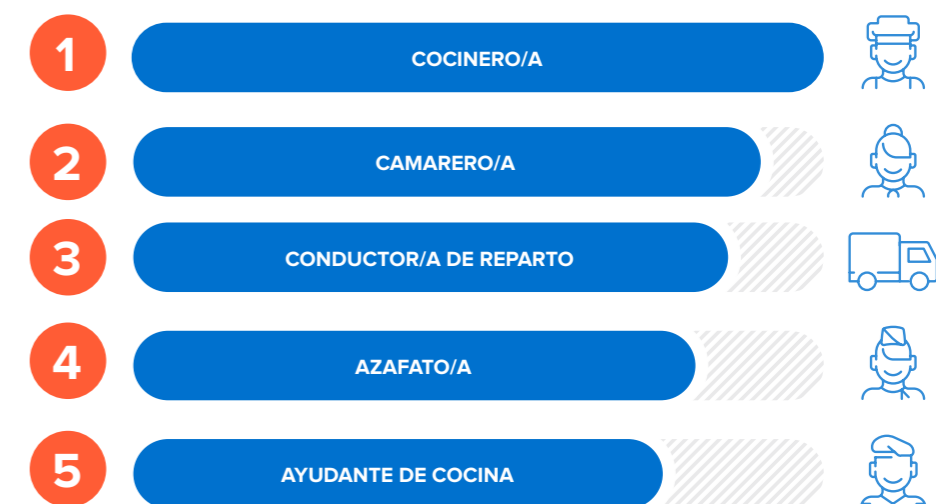 1 COCINERO/A
2 CAMARERO/A
3 CONDUCTOR/A DE REPARTO
4 AZAFATO/A
5 AYUDANTE DE COCINA